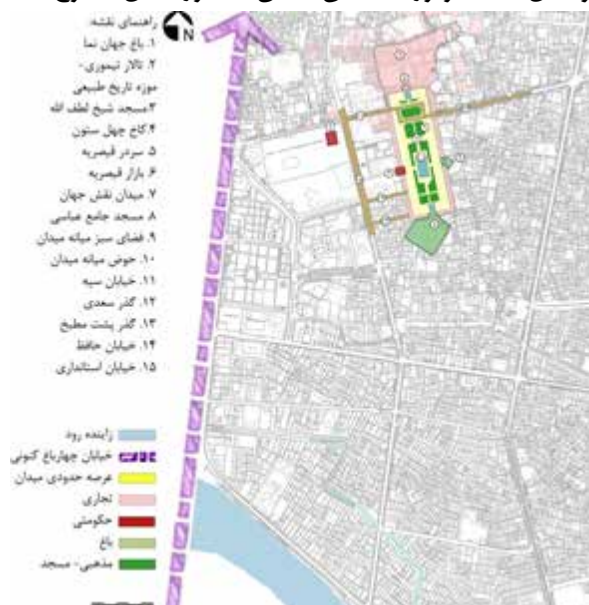 راهنمای نقشه:
N
۱. باغ جهان نما
۲. تالار تیموری-
موزه تاریخ طبیعی
۳مسجد شیخ لطف الله
۴.کاخ چهل ستون
۵. سردر قیصریه
۶. بازار قیصریه
۷. میدان نقش جهان
۸. مسجد جامع عباسی
۹. فضای سبز میانه میدان
۱۰. حوض میانه میدان
۱۱. خیابان سپه
۱۲. گذر سعدی
۱۳. گذر پشت مطبخ
۱۴. خیابان حافظ
۱۵. خیابان استانداری
زاینده رود
خیابان چهارباغ کنونی
عرصه حدودی میدان
تجاری
حکومتی
باغ
مذهبی- مسجد